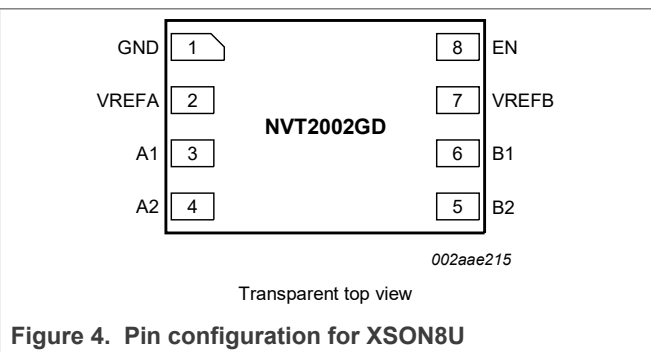 GND 1 8 EN
VREFA 2 7 VREFB
NVT2002GD
A1 3 6 B1
A2 4 5 B2
002aae215
Transparent top view
Figure 4. Pin configuration for XSON8U